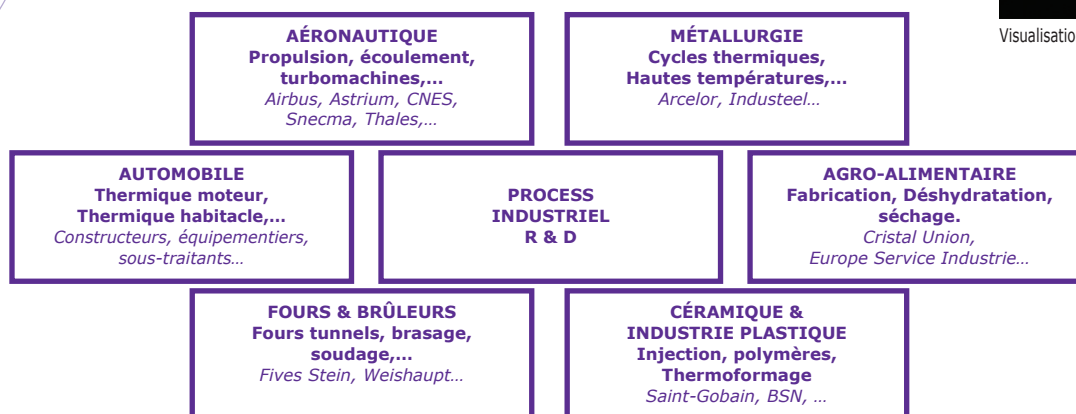 Visualisatio
AÉRONAUTIQUE
Propulsion, écoulement,
turbomachines,...
Airbus, Astrium, CNES,
Snecma, Thales,...
MÉTALLURGIE
Cycles thermiques,
Hautes températures,...
Arcelor, Industeel...
AUTOMOBILE
Thermique moteur,
Thermique habitacle,...
Constructeurs, équipementiers,
sous-traitants...
PROCESS
INDUSTRIEL
R & D
AGRO-ALIMENTAIRE
Fabrication, Déshydratation,
séchage.
Cristal Union,
Europe Service Industrie...
FOURS & BRÛLEURS
Fours tunnels, brasage,
soudage,...
Fives Stein, Weishaupt...
CÉRAMIQUE &
INDUSTRIE PLASTIQUE
Injection, polymères,
Thermoformage
Saint-Gobain, BSN, ...